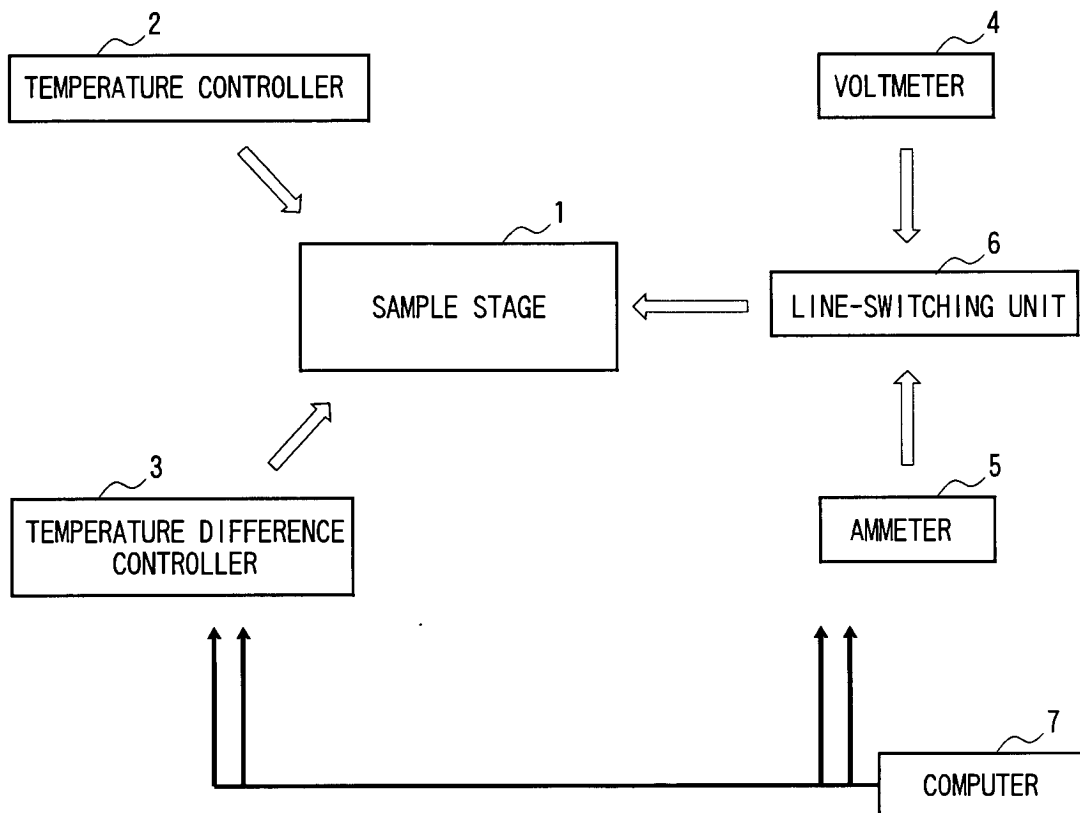 2
TEMPERATURE CONTROLLER
4
VOLTMETER
1
SAMPLE STAGE
6
LINE-SWITCHING UNIT
3
TEMPERATURE DIFFERENCE
CONTROLLER
5
AMMETER
7
COMPUTER